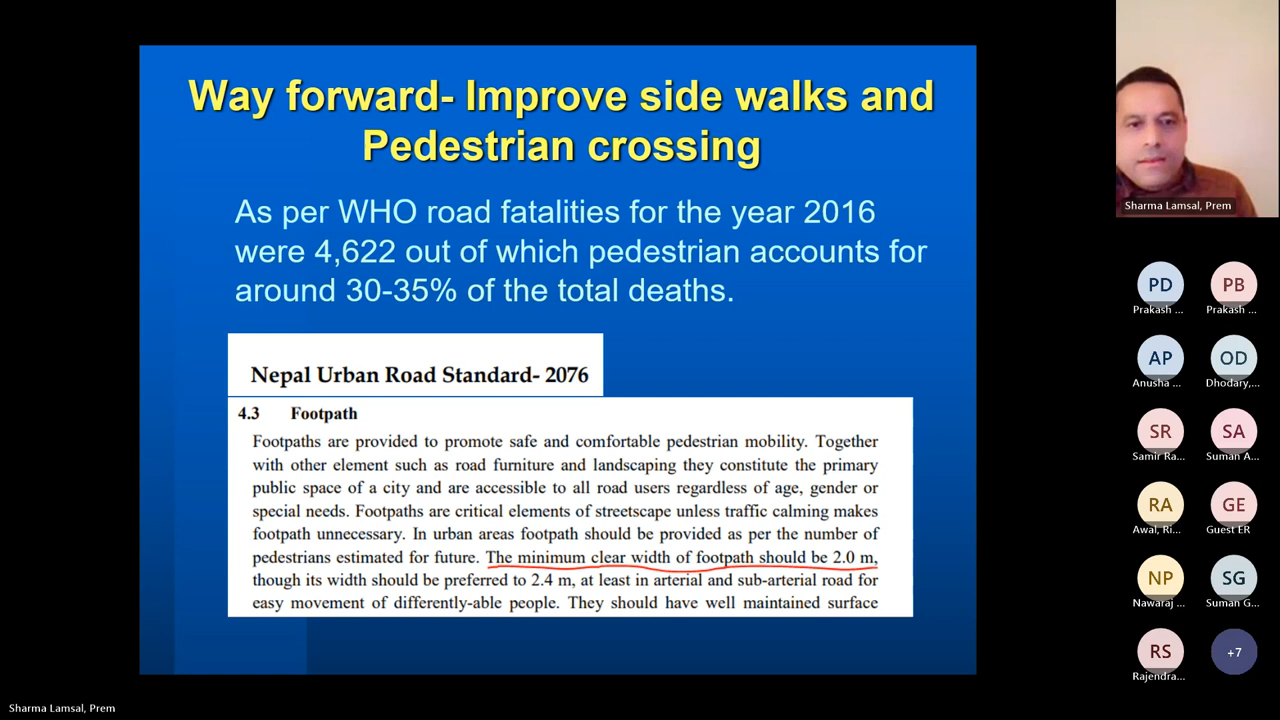 Way forward- Improve side walks and
Pedestrian crossing
As per WHO road fatalities for the year 2016
were 4,622 out of which pedestrian accounts for
around 30-35% of the total deaths.
Nepal Urban Road Standard- 2076
4.3 Footpath
Footpaths are provided to promote safe and comfortable pedestrian mobility. Together
with other element such as road furniture and landscaping they constitute the primary
public space of a city and are accessible to all road users regardless of age, gender or
special needs. Footpaths are critical elements of streetscape unless traffic calming makes
footpath unnecessary. In urban areas footpath should be provided as per the number of
pedestrians estimated for future. The minimum clear width of footpath should be 2.0 m,
though its width should be preferred to 2.4 m, at least in arterial and sub-arterial road for
easy movement of differently-able people. They should have well maintained surface
Sharma Lamsal, Prem
PD PB
Prakash ... Prakash ...
AP OD
Anusha ... Dhodary,...
SR SA
Samir Ra... Suman A...
RA GE
Awal, Ri... Guest ER
NP SG
Nawaraj ... Suman G...
RS +7
Rajendra...
Sharma Lamsal, Prem